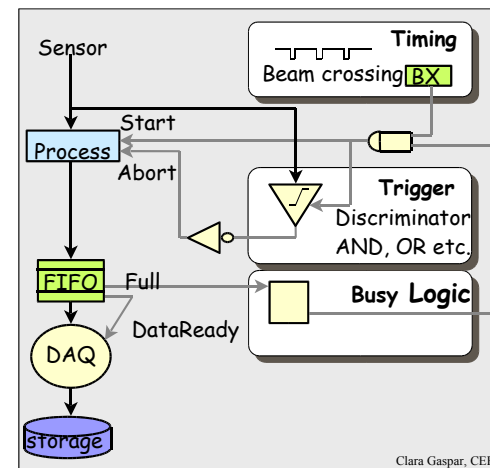 Timing
Sensor
Beam crossing BX
Start
Process
Abort
Trigger
Discriminator
AND, OR etc.
FIFO
Full
Busy Logic
DataReady
DAQ
storage
Clara Gaspar,